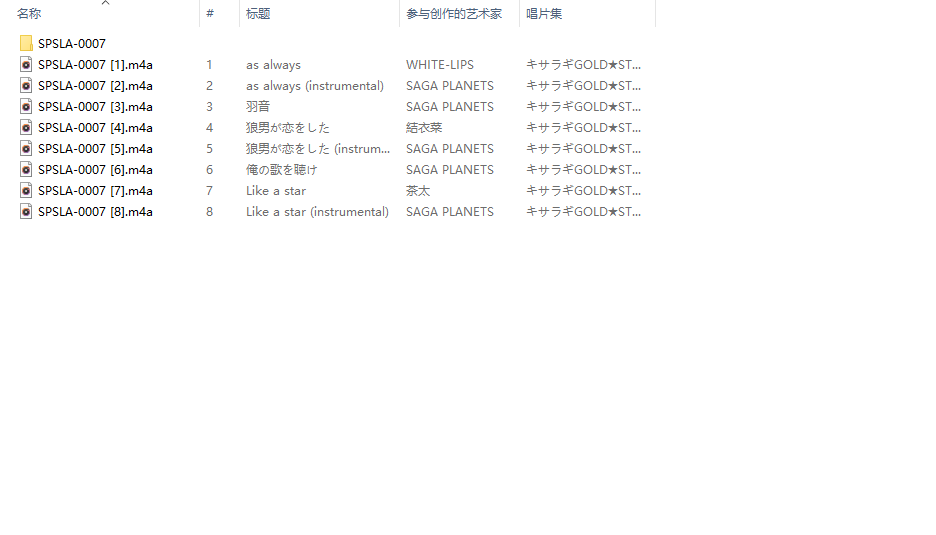 名称 # 标题 参与创作的艺术家 唱片集
SPSLA-0007
SPSLA-0007 [1].m4a 1 as always WHITE-LIPS キサラギGOLD★ST...
SPSLA-0007 [2].m4a 2 as always (instrumental) SAGA PLANETS キサラギGOLD★ST...
SPSLA-0007 [3].m4a 3 羽音 SAGA PLANETS キサラギGOLD★ST...
SPSLA-0007 [4].m4a 4 狼男が恋をした 結衣菜 キサラギGOLD★ST...
SPSLA-0007 [5].m4a 5 狼男が恋をした (instrum... SAGA PLANETS キサラギGOLD★ST...
SPSLA-0007 [6].m4a 6 俺の歌を聴け SAGA PLANETS キサラギGOLD★ST...
SPSLA-0007 [7].m4a 7 Like a star 茶太 キサラギGOLD★ST...
SPSLA-0007 [8].m4a 8 Like a star (instrumental) SAGA PLANETS キサラギGOLD★ST...